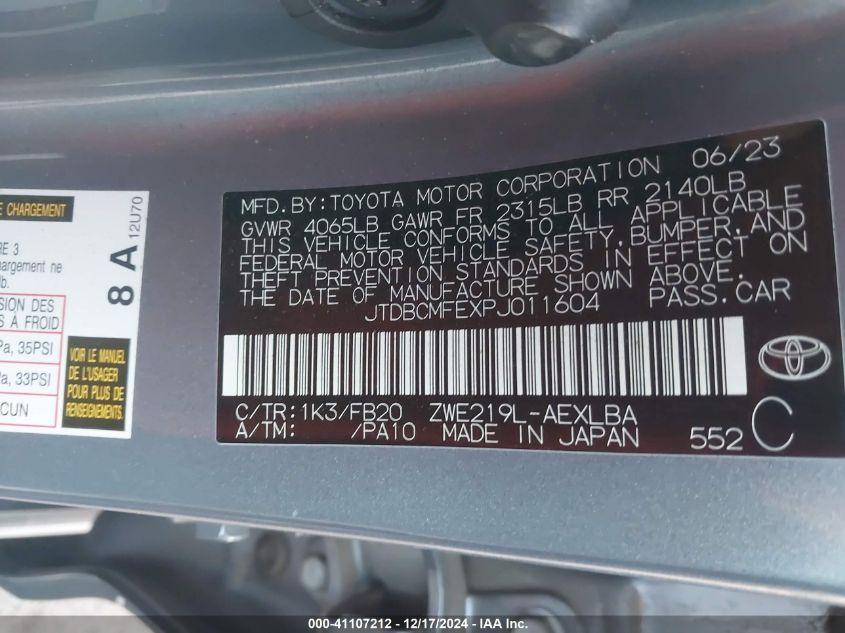 E CHARGEMENT
RE 3
hargement ne
lb.
SION DES
S A FROID
Pa, 35PSI
Pa, 33PSI
CUN
8 A
12U70
VOIR LE MANUEL
DE L'USAGER
POUR PLUS DE
RENSEIGNEMENTS.
MFD. BY: TOYOTA MOTOR CORPORATION 06/23
GVWR 4065LB GAWR FR 2315LB RR 2140LB
THIS VEHICLE CONFORMS TO ALL APPLICABLE
FEDERAL MOTOR VEHICLE SAFETY, BUMPER, AND
THEFT PREVENTION STANDARDS IN EFFECT ON
THE DATE OF MANUFACTURE SHOWN ABOVE.
JTDBCMFEXPJ011604 PASS. CAR
C/TR: 1K3/FB20 ZWE219L-AEXLBA
A/TM: /PA10 MADE IN JAPAN 552 C
000-41107212 - 12/17/2024 - IAA Inc.